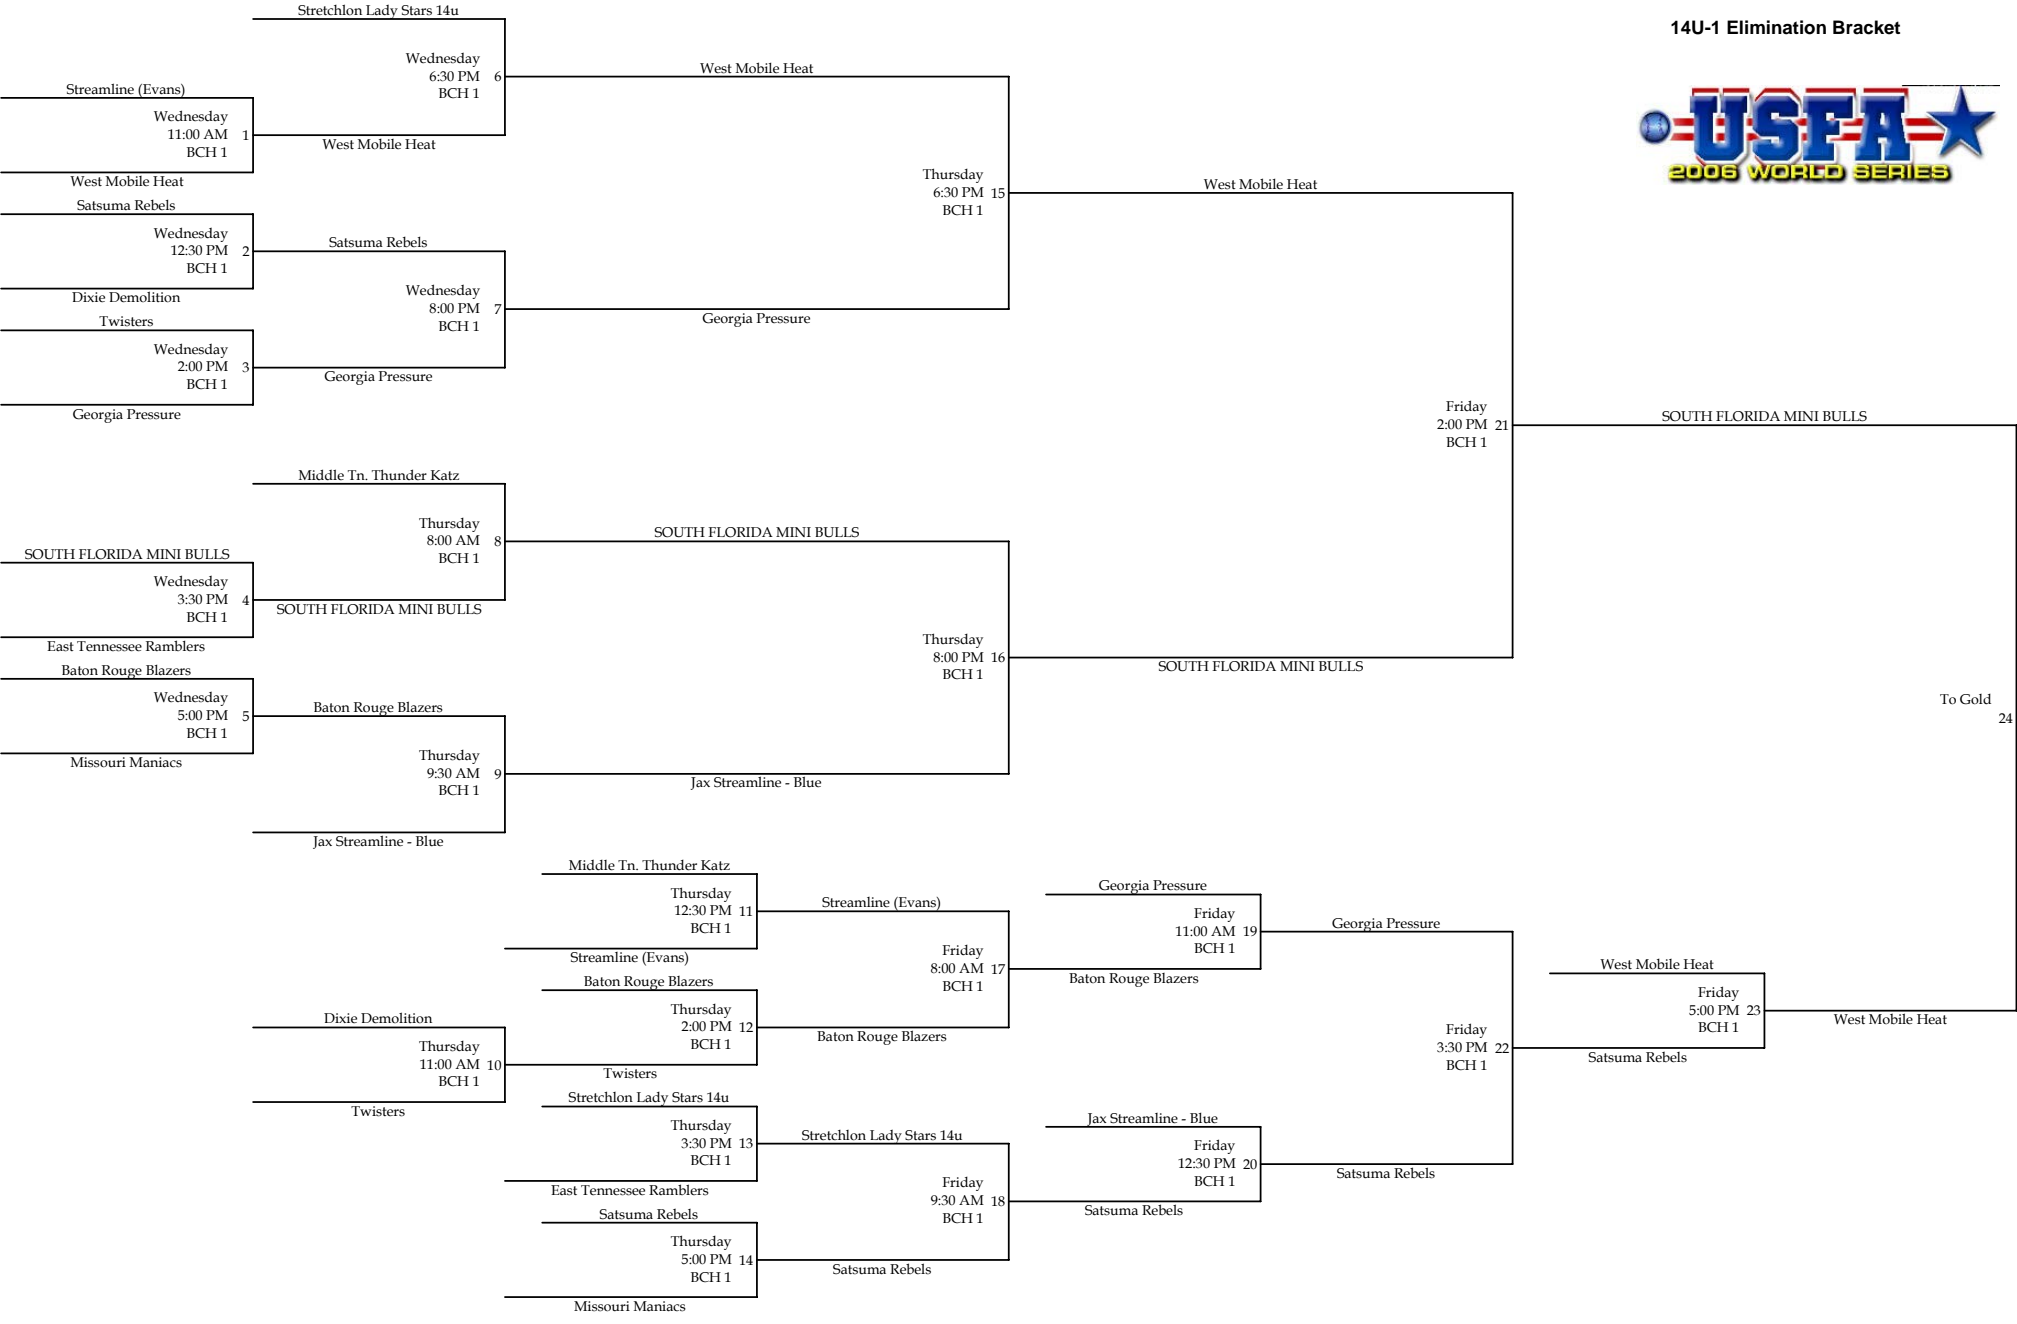 14U-1 Elimination Bracket
USFA
2006 WORLD SERIES
Stretchlon Lady Stars 14u
Wednesday
6:30 PM 6
BCH 1
West Mobile Heat
Streamline (Evans)
Wednesday
11:00 AM 1
BCH 1
West Mobile Heat
West Mobile Heat
Satsuma Rebels
Wednesday
12:30 PM 2
BCH 1
Satsuma Rebels
Dixie Demolition
Wednesday
8:00 PM 7
BCH 1
Georgia Pressure
Twisters
Wednesday
2:00 PM 3
BCH 1
Georgia Pressure
Georgia Pressure
Thursday
6:30 PM 15
BCH 1
West Mobile Heat
Friday
2:00 PM 21
BCH 1
SOUTH FLORIDA MINI BULLS
Middle Tn. Thunder Katz
Thursday
8:00 AM 8
BCH 1
SOUTH FLORIDA MINI BULLS
SOUTH FLORIDA MINI BULLS
Wednesday
3:30 PM 4
BCH 1
SOUTH FLORIDA MINI BULLS
East Tennessee Ramblers
Baton Rouge Blazers
Wednesday
5:00 PM 5
BCH 1
Baton Rouge Blazers
Missouri Maniacs
Thursday
9:30 AM 9
BCH 1
Jax Streamline - Blue
Jax Streamline - Blue
Thursday
8:00 PM 16
BCH 1
SOUTH FLORIDA MINI BULLS
To Gold
24
Middle Tn. Thunder Katz
Thursday
12:30 PM 11
BCH 1
Streamline (Evans)
Streamline (Evans)
Baton Rouge Blazers
Thursday
2:00 PM 12
BCH 1
Baton Rouge Blazers
Dixie Demolition
Thursday
11:00 AM 10
BCH 1
Twisters
Twisters
Stretchlon Lady Stars 14u
Thursday
3:30 PM 13
BCH 1
Stretchlon Lady Stars 14u
East Tennessee Ramblers
Satsuma Rebels
Thursday
5:00 PM 14
BCH 1
Satsuma Rebels
Missouri Maniacs
Friday
8:00 AM 17
BCH 1
Baton Rouge Blazers
Friday
9:30 AM 18
BCH 1
Satsuma Rebels
Georgia Pressure
Friday
11:00 AM 19
BCH 1
Georgia Pressure
Jax Streamline - Blue
Friday
12:30 PM 20
BCH 1
Satsuma Rebels
Friday
3:30 PM 22
BCH 1
Satsuma Rebels
West Mobile Heat
Friday
5:00 PM 23
BCH 1
West Mobile Heat